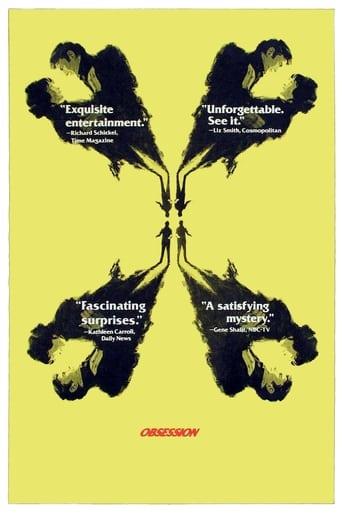 "Exquisite
entertainment."
—Richard Schickel,
Time Magazine
"Unforgettable.
See it."
—Liz Smith, Cosmopolitan
"Fascinating
surprises."
—Kathleen Carroll,
Daily News
"A satisfying
mystery."
—Gene Shalit, NBC-TV
OBSESSION